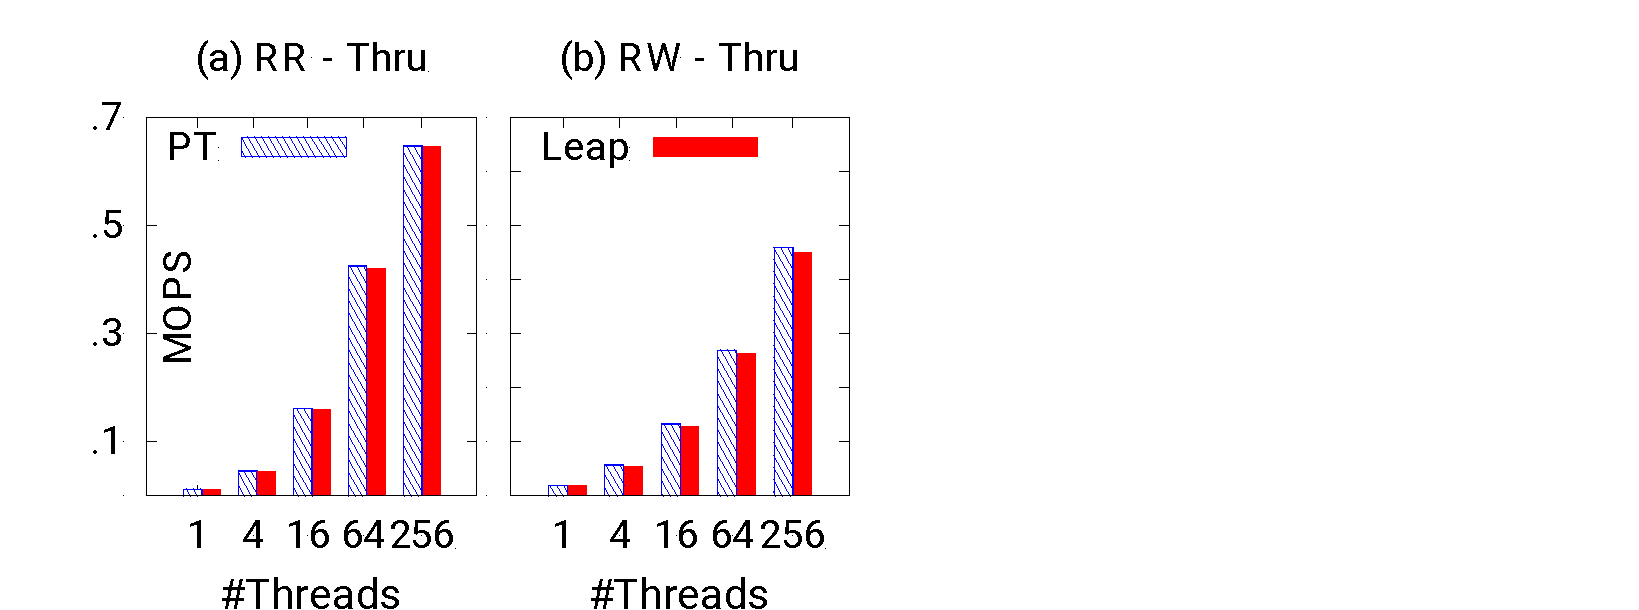 (a) RR - Thru
(b) RW - Thru
.7
.5
.3
.1
MOPS
PT
Leap
1 4 16 64 256
1 4 16 64 256
#Threads
#Threads